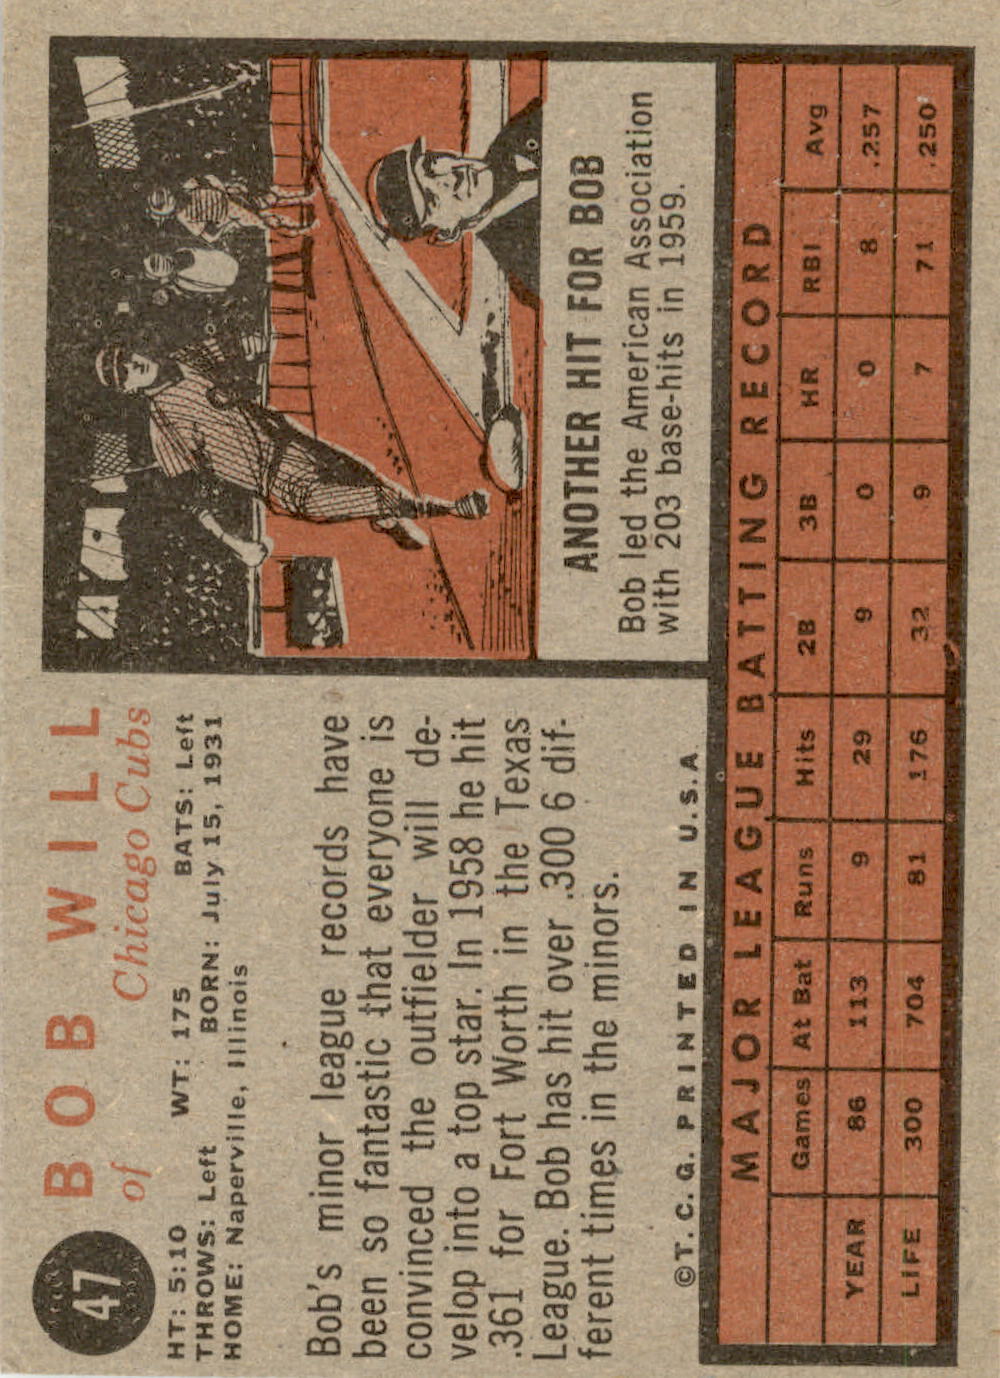 47
BOB WILL
of Chicago Cubs
HT: 5:10 WT: 175 BATS: Left
THROWS: Left BORN: July 15, 1931
HOME: Naperville, Illinois
Bob's minor league records have
been so fantastic that everyone is
convinced the outfielder will de-
velop into a top star. In 1958 he hit
.361 for Fort Worth in the Texas
League. Bob has hit over .300 6 dif-
ferent times in the minors.
©T. C. G. PRINTED IN U.S.A
ANOTHER HIT FOR BOB
Bob led the American Association
with 203 base-hits in 1959.
MAJOR LEAGUE BATTING RECORD
Games At Bat Runs Hits 2B 3B HR RBI Avg
YEAR 86 113 9 29 9 0 0 8 .257
LIFE 300 704 81 176 32 9 7 71 .250